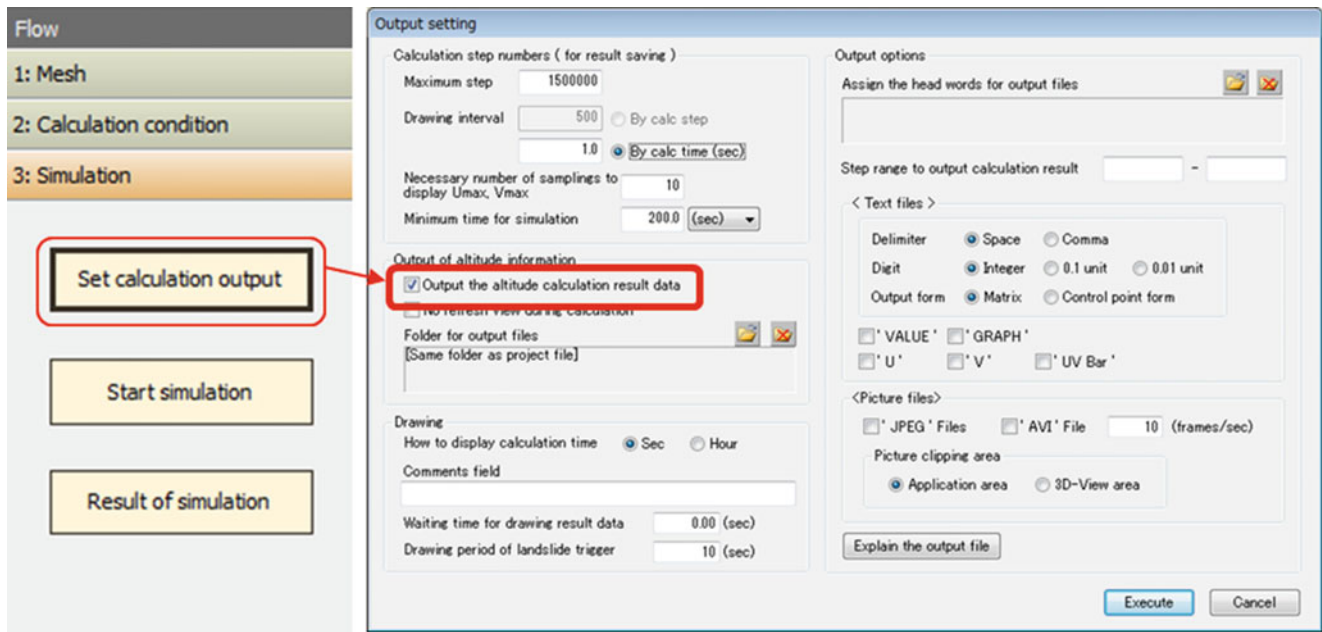 Flow
1: Mesh
2: Calculation condition
3: Simulation
Set calculation output
Start simulation
Result of simulation
Output setting
Calculation step numbers ( for result saving )
Maximum step 1500000
Drawing interval 500 By calc step
1.0 By calc time (sec)
Necessary number of samplings to
display Umax, Vmax 10
Minimum time for simulation 200.0 (sec)
Output of altitude information
Output the altitude calculation result data
No refresh view during calculation
Folder for output files
[Same folder as project file]
Drawing
How to display calculation time Sec Hour
Comments field
Waiting time for drawing result data 0.00 (sec)
Drawing period of landslide trigger 10 (sec)
Output options
Assign the head words for output files
Step range to output calculation result -
< Text files >
Delimiter Space Comma
Digit Integer 0.1 unit 0.01 unit
Output form Matrix Control point form
' VALUE ' ' GRAPH '
' U ' ' V ' ' UV Bar '
<Picture files>
' JPEG ' Files ' AVI ' File 10 (frames/sec)
Picture clipping area
Application area 3D-View area
Explain the output file
Execute Cancel